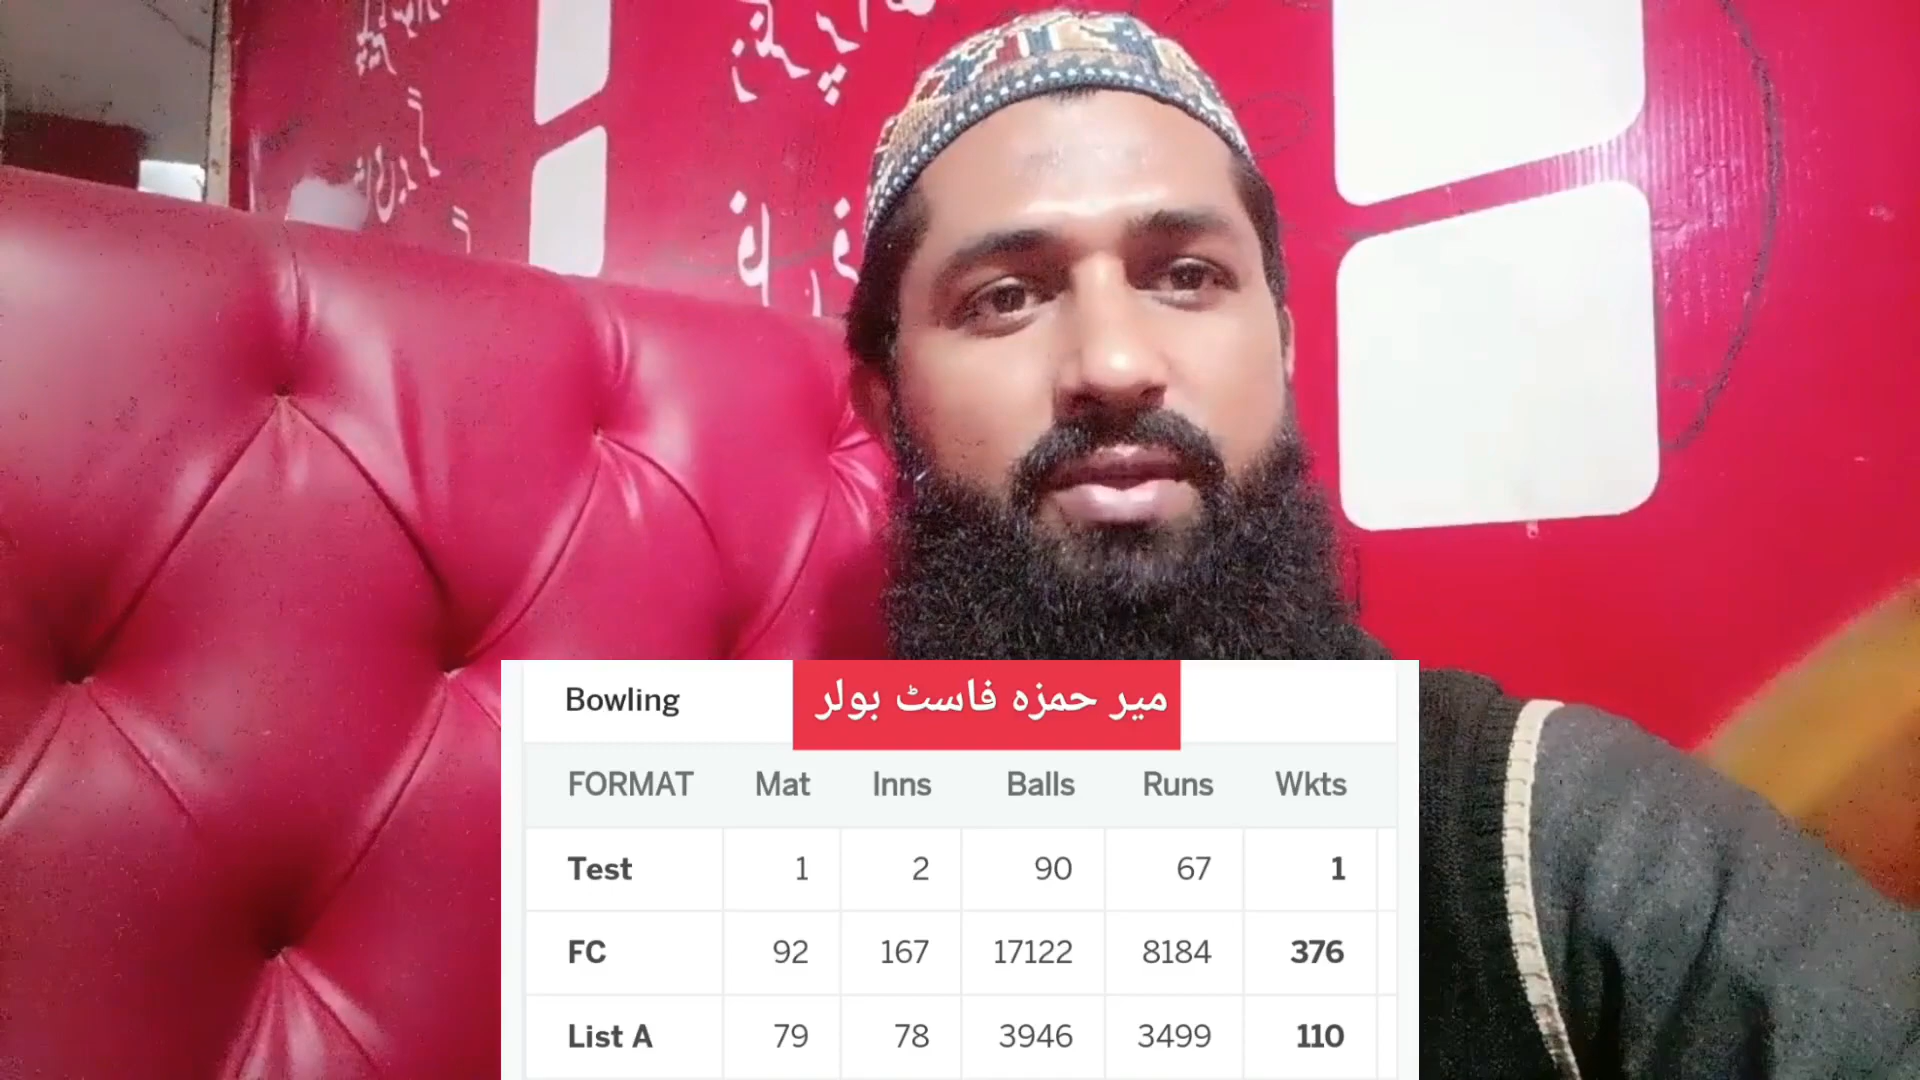 Bowling
میر حمزہ فاسٹ بولر
FORMAT Mat Inns Balls Runs Wkts
Test 1 2 90 67 1
FC 92 167 17122 8184 376
List A 79 78 3946 3499 110